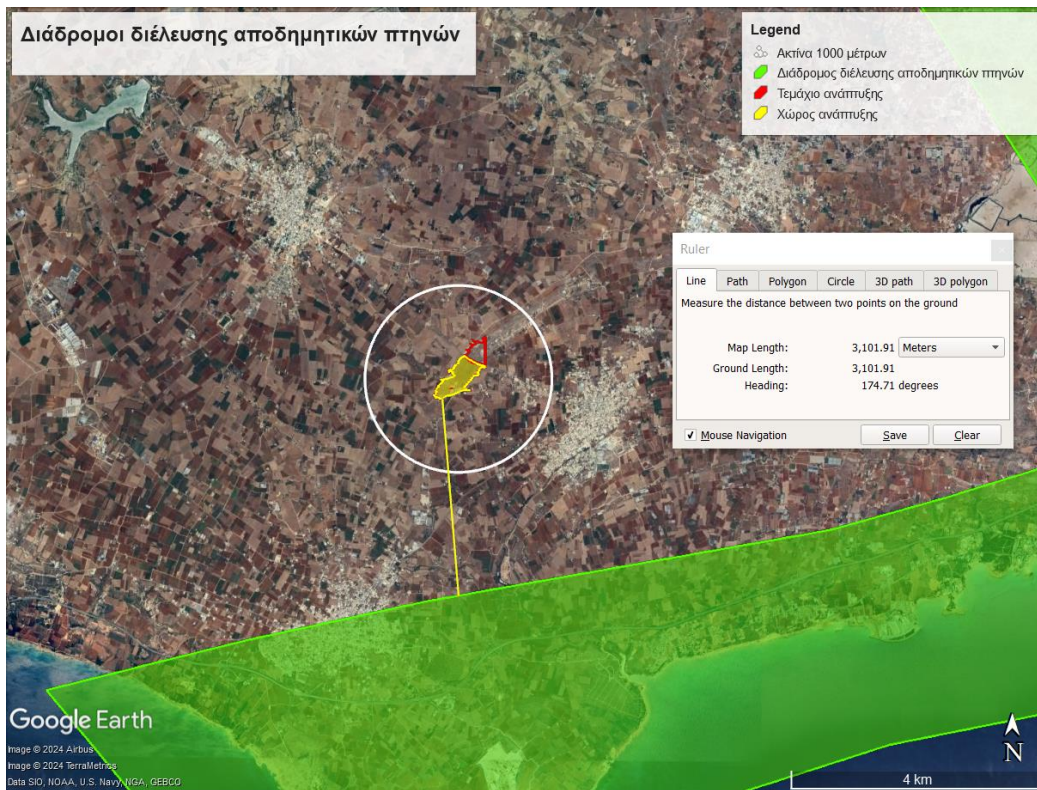 Διάδρομοι διέλευσης αποδημητικών πτηνών
Legend
Ακτίνα 1000 μέτρων
Διάδρομος διέλευσης αποδημητικών πτηνών
Τεμάχιο ανάπτυξης
Χώρος ανάπτυξης
Ruler
Line Path Polygon Circle 3D path 3D polygon
Measure the distance between two points on the ground
Map Length: 3,101.91 Meters
Ground Length: 3,101.91
Heading: 174.71 degrees
Mouse Navigation Save Clear
Google Earth
Image © 2024 Airbus
Image © 2024 TerraMetrics
Data SIO, NOAA, U.S. Navy, NGA, GEBCO
N
4 km